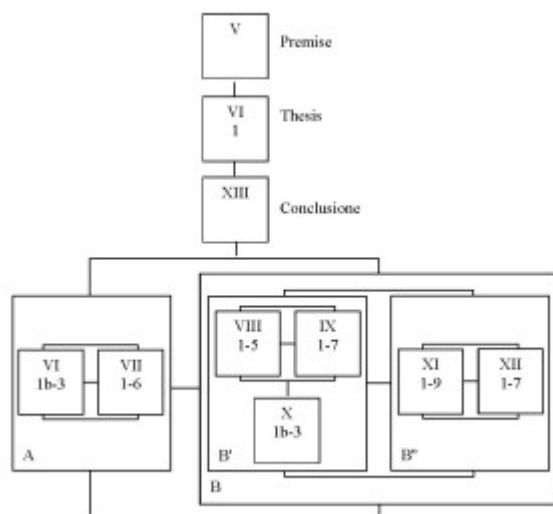 V
Premise
VI
1
Thesis
XIII
Conclusione
VIII
1-5
IX
1-7
VI
1b-3
VII
1-6
XI
1-9
XII
1-7
X
1b-3
A
B'
B''
B